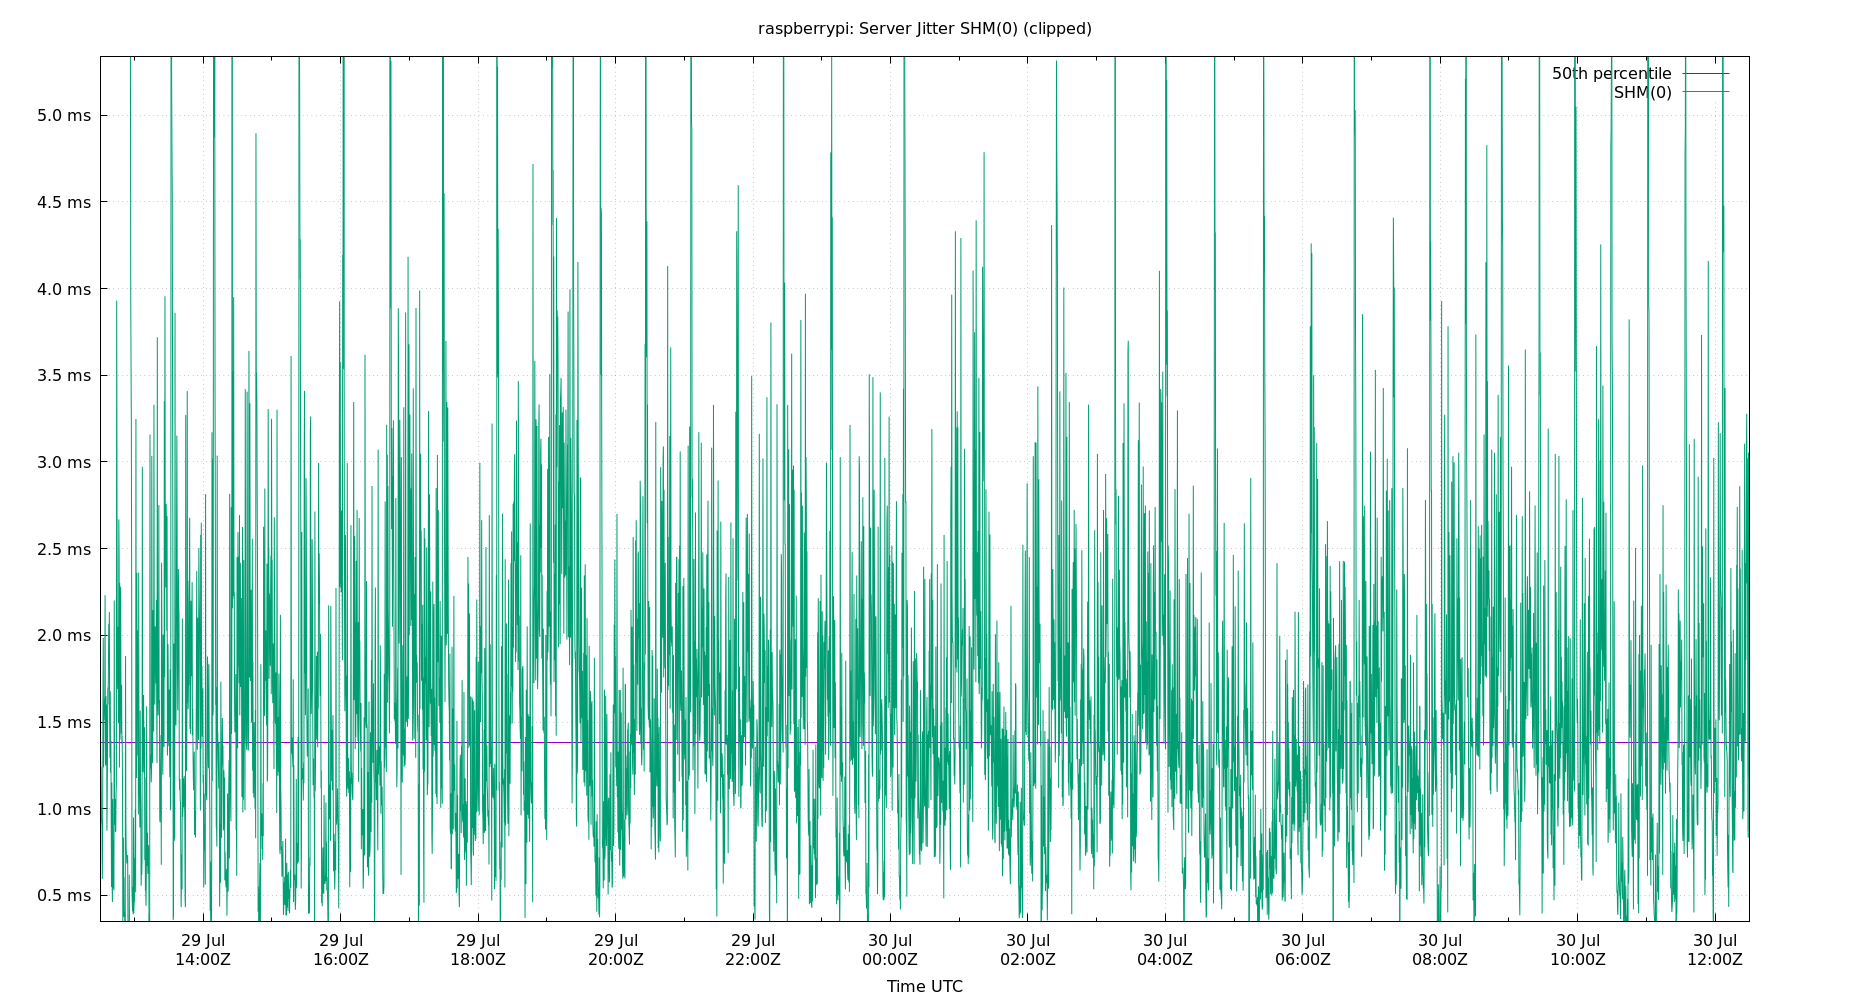 raspberrypi: Server Jitter SHM(0) (clipped)
50th percentile
SHM(0)
5.0 ms
4.5 ms
4.0 ms
3.5 ms
3.0 ms
2.5 ms
2.0 ms
1.5 ms
1.0 ms
0.5 ms
29 Jul 29 Jul 29 Jul 29 Jul 29 Jul 30 Jul 30 Jul 30 Jul 30 Jul 30 Jul 30 Jul 30 Jul
14:00Z 16:00Z 18:00Z 20:00Z 22:00Z 00:00Z 02:00Z 04:00Z 06:00Z 08:00Z 10:00Z 12:00Z
Time UTC